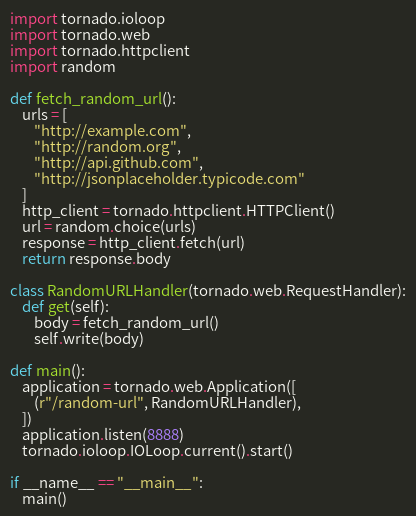 import tornado.ioloop
import tornado.web
import tornado.httpclient
import random

def fetch_random_url():
    urls = [
        "http://example.com",
        "http://random.org",
        "http://api.github.com",
        "http://jsonplaceholder.typicode.com"
    ]
    http_client = tornado.httpclient.HTTPClient()
    url = random.choice(urls)
    response = http_client.fetch(url)
    return response.body

class RandomURLHandler(tornado.web.RequestHandler):
    def get(self):
        body = fetch_random_url()
        self.write(body)

def main():
    application = tornado.web.Application([
        (r"/random-url", RandomURLHandler),
    ])
    application.listen(8888)
    tornado.ioloop.IOLoop.current().start()

if __name__ == "__main__":
    main()